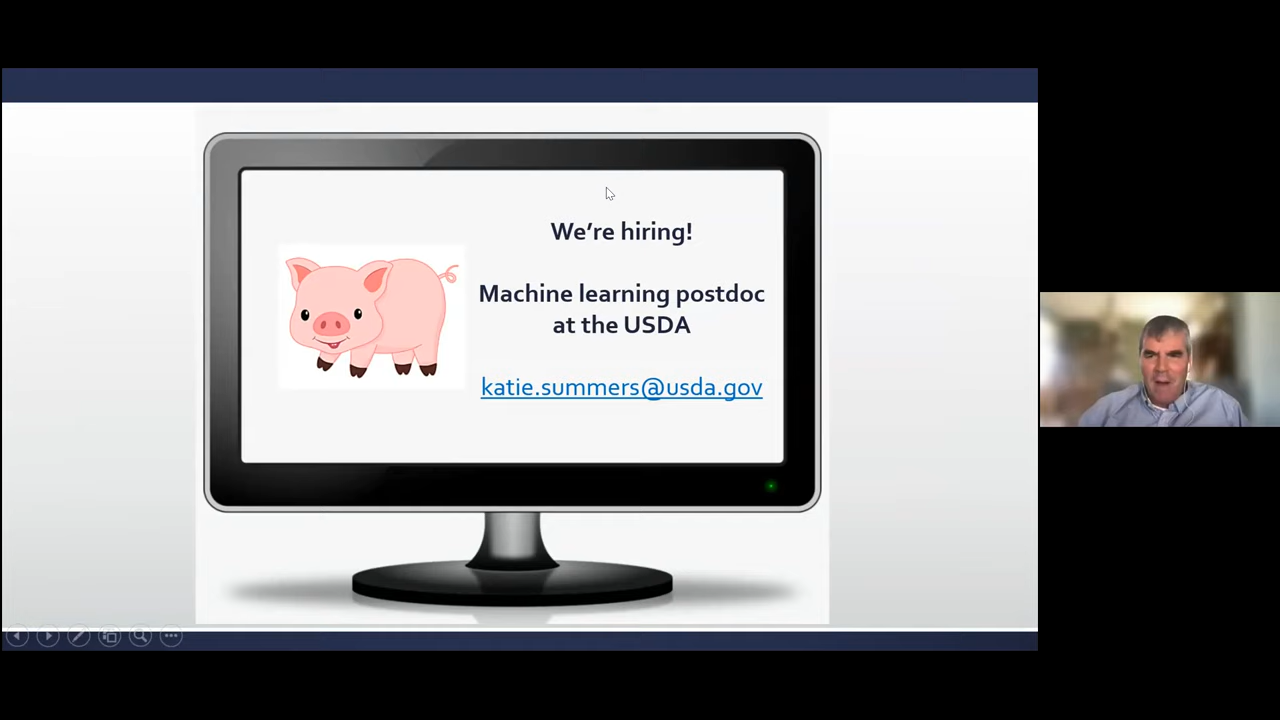 We’re hiring!
Machine learning postdoc
at the USDA
katie.summers@usda.gov